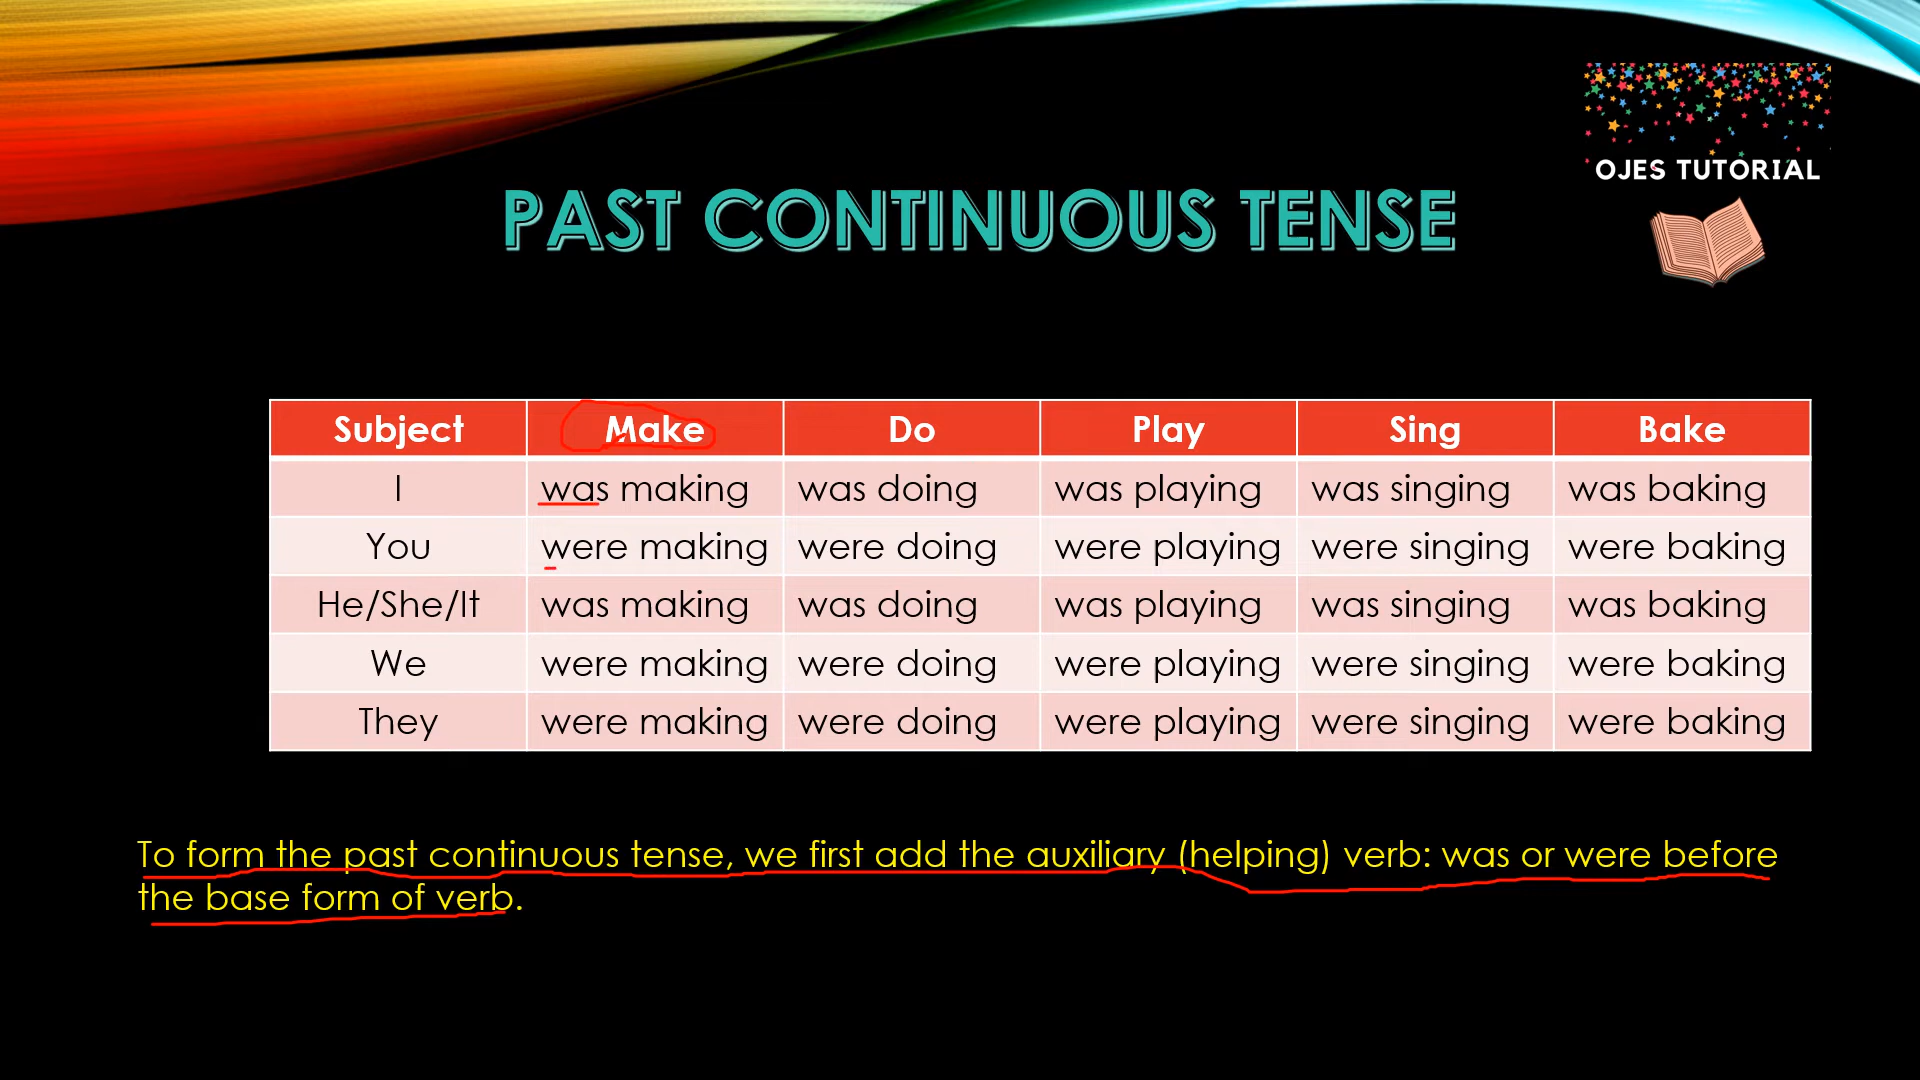 OJES TUTORIAL
PAST CONTINUOUS TENSE
Subject Make Do Play Sing Bake
I was making was doing was playing was singing was baking
You were making were doing were playing were singing were baking
He/She/It was making was doing was playing was singing was baking
We were making were doing were playing were singing were baking
They were making were doing were playing were singing were baking
To form the past continuous tense, we first add the auxiliary (helping) verb: was or were before
the base form of verb.